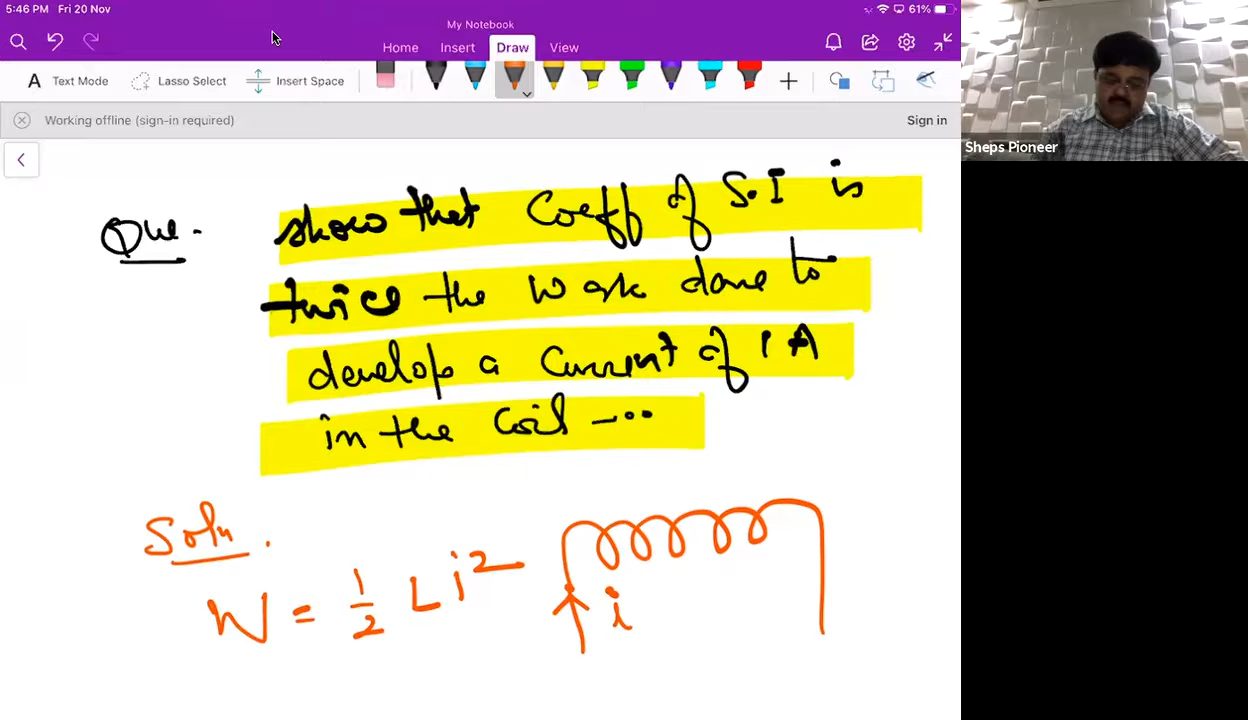 5:46 PM Fri 20 Nov
61%
My Notebook
Home Insert Draw View
A Text Mode Lasso Select Insert Space
Working offline (sign-in required) Sign in
Sheps Pioneer
Que. show that Coeff of S.I is
twice the work done to
develop a current of 1 A
in the coil -...
Soln.
W = 1/2 Li²
i